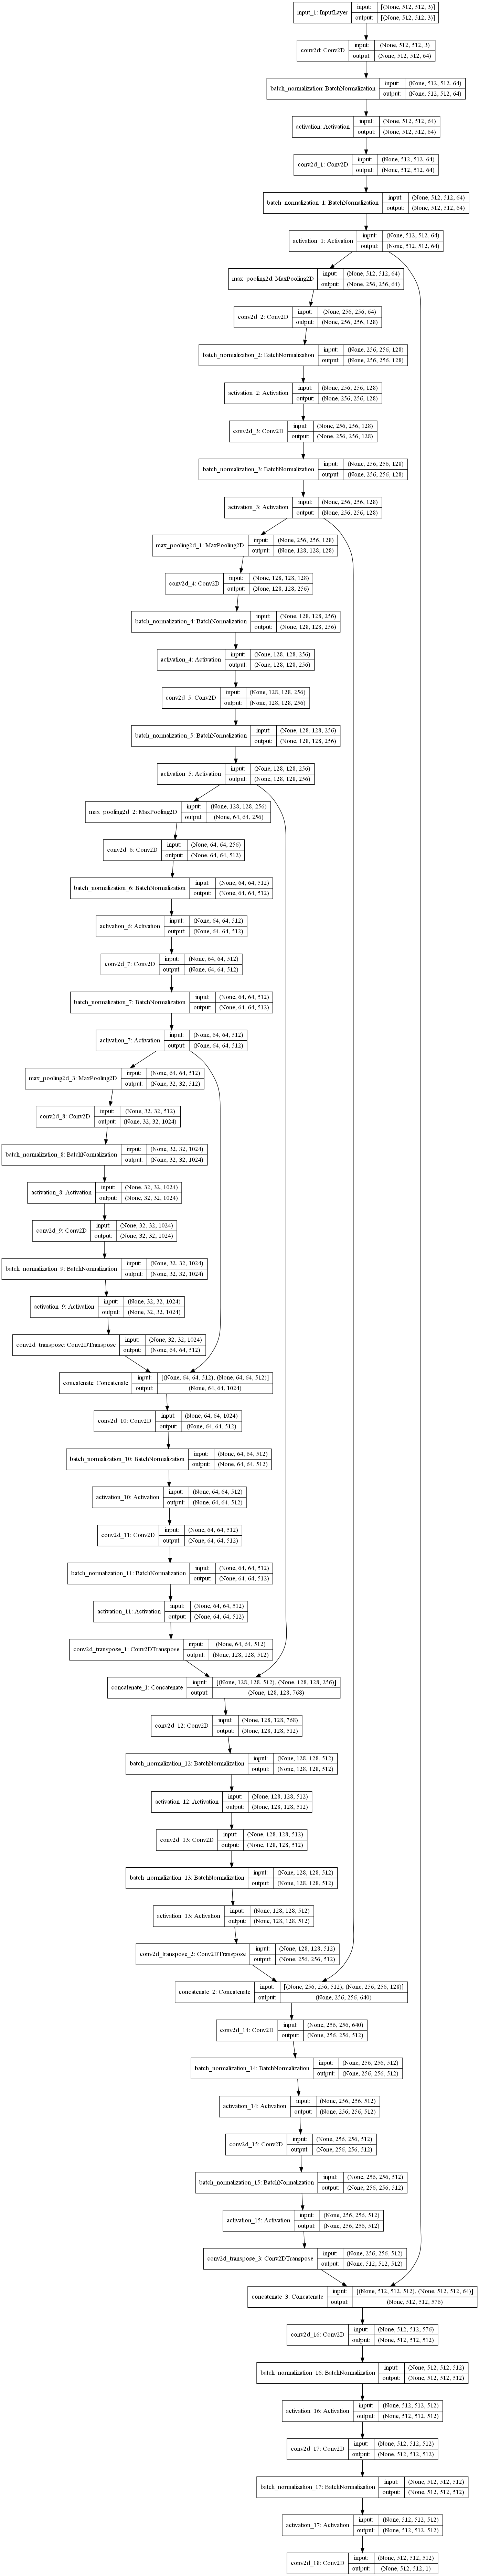 input_1: InputLayer
input: [(None, 512, 512, 3)]
output: [(None, 512, 512, 3)]
conv2d: Conv2D
input: (None, 512, 512, 3)
output: (None, 512, 512, 64)
batch_normalization: BatchNormalization
input: (None, 512, 512, 64)
output: (None, 512, 512, 64)
activation: Activation
input: (None, 512, 512, 64)
output: (None, 512, 512, 64)
conv2d_1: Conv2D
input: (None, 512, 512, 64)
output: (None, 512, 512, 64)
batch_normalization_1: BatchNormalization
input: (None, 512, 512, 64)
output: (None, 512, 512, 64)
activation_1: Activation
input: (None, 512, 512, 64)
output: (None, 512, 512, 64)
max_pooling2d: MaxPooling2D
input: (None, 512, 512, 64)
output: (None, 256, 256, 64)
conv2d_2: Conv2D
input: (None, 256, 256, 64)
output: (None, 256, 256, 128)
batch_normalization_2: BatchNormalization
input: (None, 256, 256, 128)
output: (None, 256, 256, 128)
activation_2: Activation
input: (None, 256, 256, 128)
output: (None, 256, 256, 128)
conv2d_3: Conv2D
input: (None, 256, 256, 128)
output: (None, 256, 256, 128)
batch_normalization_3: BatchNormalization
input: (None, 256, 256, 128)
output: (None, 256, 256, 128)
activation_3: Activation
input: (None, 256, 256, 128)
output: (None, 256, 256, 128)
max_pooling2d_1: MaxPooling2D
input: (None, 256, 256, 128)
output: (None, 128, 128, 128)
conv2d_4: Conv2D
input: (None, 128, 128, 128)
output: (None, 128, 128, 256)
batch_normalization_4: BatchNormalization
input: (None, 128, 128, 256)
output: (None, 128, 128, 256)
activation_4: Activation
input: (None, 128, 128, 256)
output: (None, 128, 128, 256)
conv2d_5: Conv2D
input: (None, 128, 128, 256)
output: (None, 128, 128, 256)
batch_normalization_5: BatchNormalization
input: (None, 128, 128, 256)
output: (None, 128, 128, 256)
activation_5: Activation
input: (None, 128, 128, 256)
output: (None, 128, 128, 256)
max_pooling2d_2: MaxPooling2D
input: (None, 128, 128, 256)
output: (None, 64, 64, 256)
conv2d_6: Conv2D
input: (None, 64, 64, 256)
output: (None, 64, 64, 512)
batch_normalization_6: BatchNormalization
input: (None, 64, 64, 512)
output: (None, 64, 64, 512)
activation_6: Activation
input: (None, 64, 64, 512)
output: (None, 64, 64, 512)
conv2d_7: Conv2D
input: (None, 64, 64, 512)
output: (None, 64, 64, 512)
batch_normalization_7: BatchNormalization
input: (None, 64, 64, 512)
output: (None, 64, 64, 512)
activation_7: Activation
input: (None, 64, 64, 512)
output: (None, 64, 64, 512)
max_pooling2d_3: MaxPooling2D
input: (None, 64, 64, 512)
output: (None, 32, 32, 512)
conv2d_8: Conv2D
input: (None, 32, 32, 512)
output: (None, 32, 32, 1024)
batch_normalization_8: BatchNormalization
input: (None, 32, 32, 1024)
output: (None, 32, 32, 1024)
activation_8: Activation
input: (None, 32, 32, 1024)
output: (None, 32, 32, 1024)
conv2d_9: Conv2D
input: (None, 32, 32, 1024)
output: (None, 32, 32, 1024)
batch_normalization_9: BatchNormalization
input: (None, 32, 32, 1024)
output: (None, 32, 32, 1024)
activation_9: Activation
input: (None, 32, 32, 1024)
output: (None, 32, 32, 1024)
conv2d_transpose: Conv2DTranspose
input: (None, 32, 32, 1024)
output: (None, 64, 64, 512)
concatenate: Concatenate
input: [(None, 64, 64, 512), (None, 64, 64, 512)]
output: (None, 64, 64, 1024)
conv2d_10: Conv2D
input: (None, 64, 64, 1024)
output: (None, 64, 64, 512)
batch_normalization_10: BatchNormalization
input: (None, 64, 64, 512)
output: (None, 64, 64, 512)
activation_10: Activation
input: (None, 64, 64, 512)
output: (None, 64, 64, 512)
conv2d_11: Conv2D
input: (None, 64, 64, 512)
output: (None, 64, 64, 512)
batch_normalization_11: BatchNormalization
input: (None, 64, 64, 512)
output: (None, 64, 64, 512)
activation_11: Activation
input: (None, 64, 64, 512)
output: (None, 64, 64, 512)
conv2d_transpose_1: Conv2DTranspose
input: (None, 64, 64, 512)
output: (None, 128, 128, 512)
concatenate_1: Concatenate
input: [(None, 128, 128, 512), (None, 128, 128, 256)]
output: (None, 128, 128, 768)
conv2d_12: Conv2D
input: (None, 128, 128, 768)
output: (None, 128, 128, 512)
batch_normalization_12: BatchNormalization
input: (None, 128, 128, 512)
output: (None, 128, 128, 512)
activation_12: Activation
input: (None, 128, 128, 512)
output: (None, 128, 128, 512)
conv2d_13: Conv2D
input: (None, 128, 128, 512)
output: (None, 128, 128, 512)
batch_normalization_13: BatchNormalization
input: (None, 128, 128, 512)
output: (None, 128, 128, 512)
activation_13: Activation
input: (None, 128, 128, 512)
output: (None, 128, 128, 512)
conv2d_transpose_2: Conv2DTranspose
input: (None, 128, 128, 512)
output: (None, 256, 256, 512)
concatenate_2: Concatenate
input: [(None, 256, 256, 512), (None, 256, 256, 128)]
output: (None, 256, 256, 640)
conv2d_14: Conv2D
input: (None, 256, 256, 640)
output: (None, 256, 256, 512)
batch_normalization_14: BatchNormalization
input: (None, 256, 256, 512)
output: (None, 256, 256, 512)
activation_14: Activation
input: (None, 256, 256, 512)
output: (None, 256, 256, 512)
conv2d_15: Conv2D
input: (None, 256, 256, 512)
output: (None, 256, 256, 512)
batch_normalization_15: BatchNormalization
input: (None, 256, 256, 512)
output: (None, 256, 256, 512)
activation_15: Activation
input: (None, 256, 256, 512)
output: (None, 256, 256, 512)
conv2d_transpose_3: Conv2DTranspose
input: (None, 256, 256, 512)
output: (None, 512, 512, 512)
concatenate_3: Concatenate
input: [(None, 512, 512, 512), (None, 512, 512, 64)]
output: (None, 512, 512, 576)
conv2d_16: Conv2D
input: (None, 512, 512, 576)
output: (None, 512, 512, 512)
batch_normalization_16: BatchNormalization
input: (None, 512, 512, 512)
output: (None, 512, 512, 512)
activation_16: Activation
input: (None, 512, 512, 512)
output: (None, 512, 512, 512)
conv2d_17: Conv2D
input: (None, 512, 512, 512)
output: (None, 512, 512, 512)
batch_normalization_17: BatchNormalization
input: (None, 512, 512, 512)
output: (None, 512, 512, 512)
activation_17: Activation
input: (None, 512, 512, 512)
output: (None, 512, 512, 512)
conv2d_18: Conv2D
input: (None, 512, 512, 512)
output: (None, 512, 512, 1)